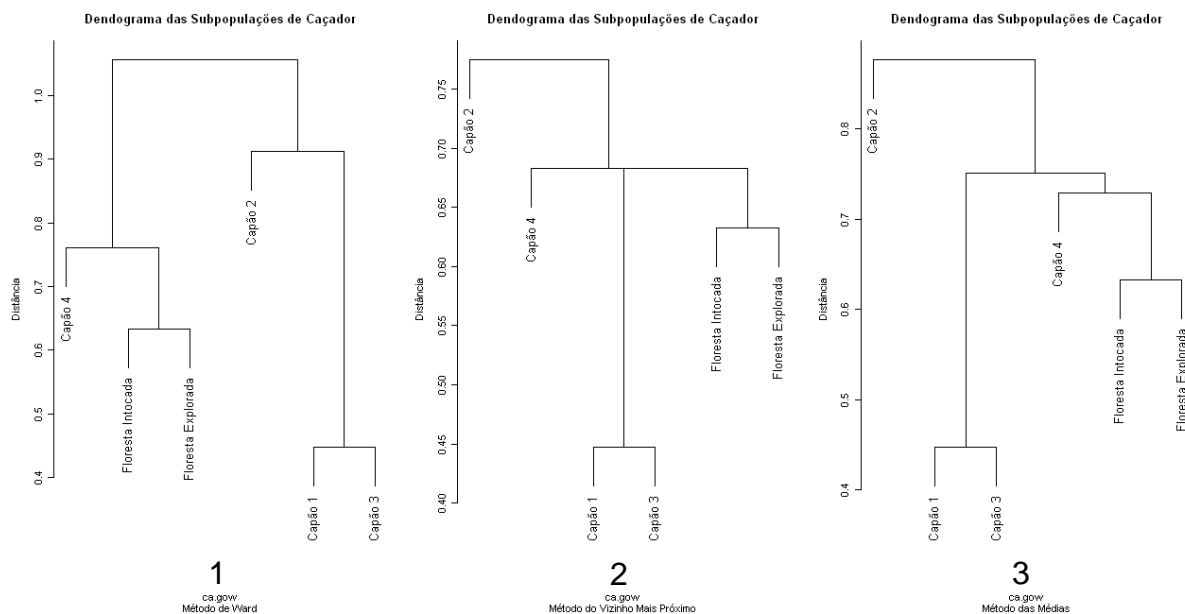 Dendograma das Subpopulações de Caçador
Distância
1.0
0.9
0.8
0.7
0.6
0.5
0.4
Capão 4
Floresta Intocada
Floresta Explorada
Capão 2
Capão 1
Capão 3
1
ca.gow
Método de Ward
Dendograma das Subpopulações de Caçador
Distância
0.75
0.70
0.65
0.60
0.55
0.50
0.45
0.40
Capão 2
Capão 4
Capão 1
Capão 3
Floresta Intocada
Floresta Explorada
2
ca.gow
Método do Vizinho Mais Próximo
Dendograma das Subpopulações de Caçador
Distância
0.8
0.7
0.6
0.5
0.4
Capão 2
Capão 1
Capão 3
Capão 4
Floresta Intocada
Floresta Explorada
3
ca.gow
Método das Médias